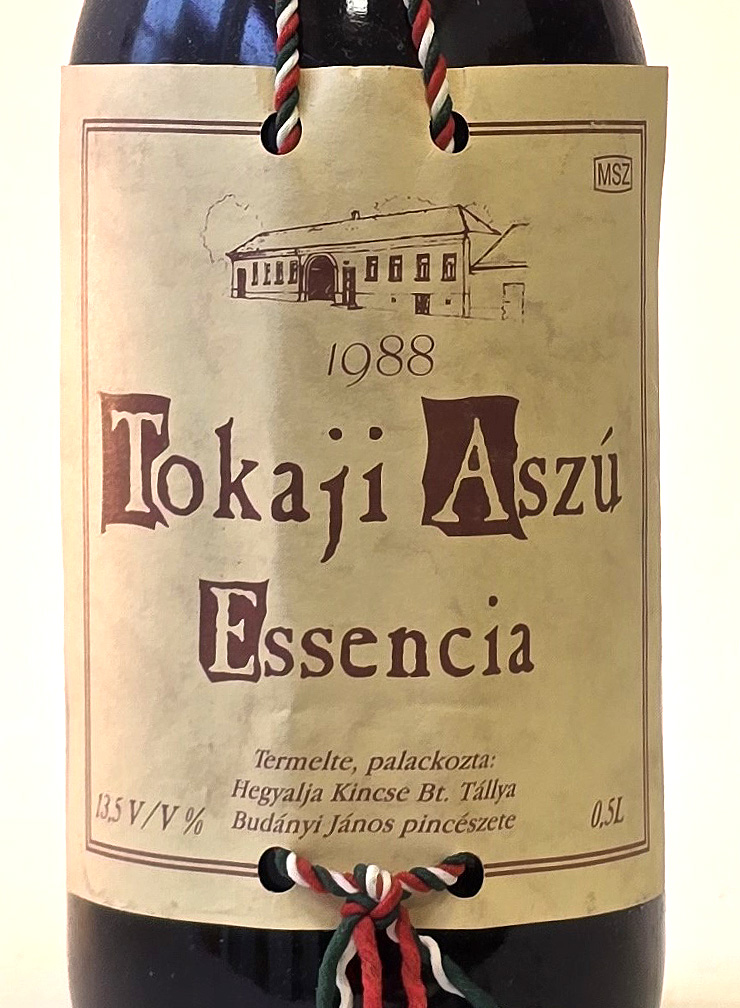 MSZ
1988
Tokaji Aszú
Essencia
Termelte, palackozta:
Hegyalja Kincse Bt. Tállya
Budányi János pincészete
13,5 V/V %
0,5L